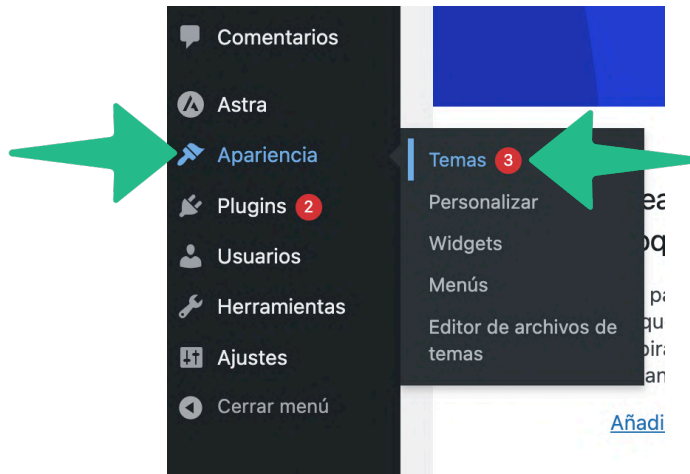 Comentarios
Astra
Apariencia
Plugins 2
Usuarios
Herramientas
Ajustes
Cerrar menú
Temas 3
Personalizar
Widgets
Menús
Editor de archivos de
temas
Añadi